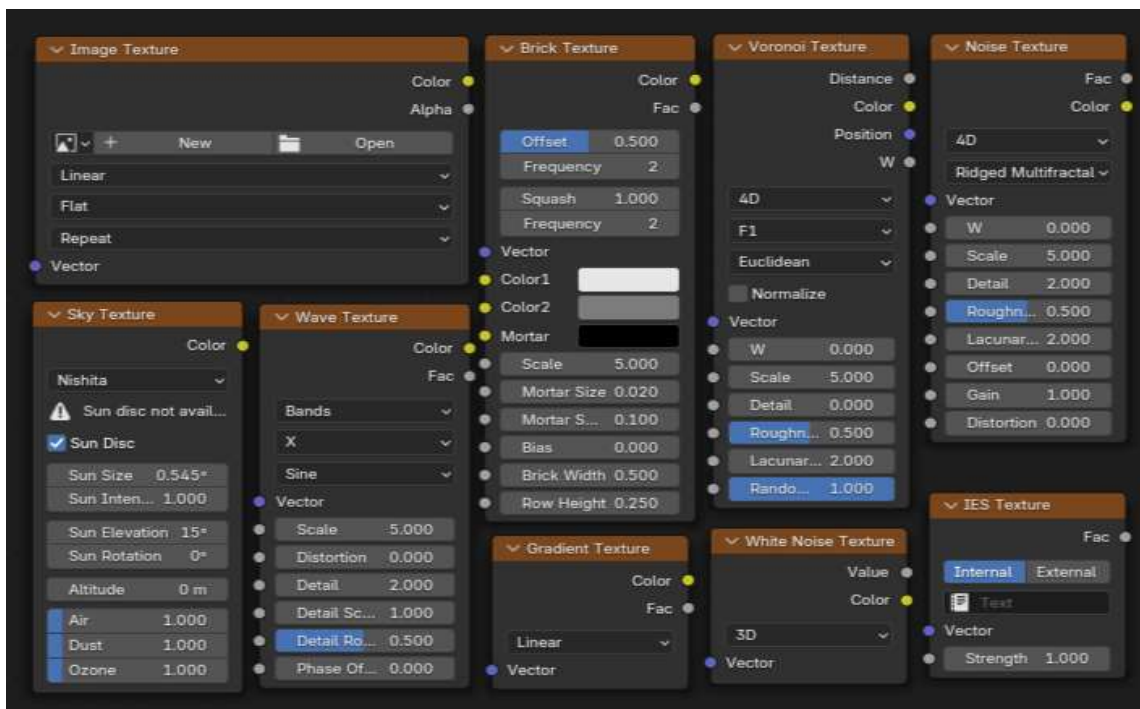 Image Texture
Color
Alpha
New Open
Linear
Flat
Repeat
Vector
Brick Texture
Color
Fac
Offset 0.500
Frequency 2
Squash 1.000
Frequency 2
Vector
Color1
Color2
Mortar
Scale 5.000
Mortar Size 0.020
Mortar S... 0.100
Bias 0.000
Brick Width 0.500
Row Height 0.250
Voronoi Texture
Distance
Color
Position
W
4D
F1
Euclidean
Normalize
Vector
W 0.000
Scale 5.000
Detail 0.000
Roughn... 0.500
Lacunar... 2.000
Rando... 1.000
Noise Texture
Fac
Color
4D
Ridged Multifractal
Vector
W 0.000
Scale 5.000
Detail 2.000
Roughn... 0.500
Lacunar... 2.000
Offset 0.000
Gain 1.000
Distortion 0.000
Sky Texture
Color
Nishita
Sun disc not avail...
Sun Disc
Sun Size 0.545°
Sun Inten... 1.000
Sun Elevation 15°
Sun Rotation 0°
Altitude 0 m
Air 1.000
Dust 1.000
Ozone 1.000
Wave Texture
Color
Fac
Bands
X
Sine
Vector
Scale 5.000
Distortion 0.000
Detail 2.000
Detail Sc... 1.000
Detail Ro... 0.500
Phase Of... 0.000
Gradient Texture
Color
Fac
Linear
Vector
White Noise Texture
Value
Color
3D
Vector
IES Texture
Fac
Internal External
Text
Vector
Strength 1.000